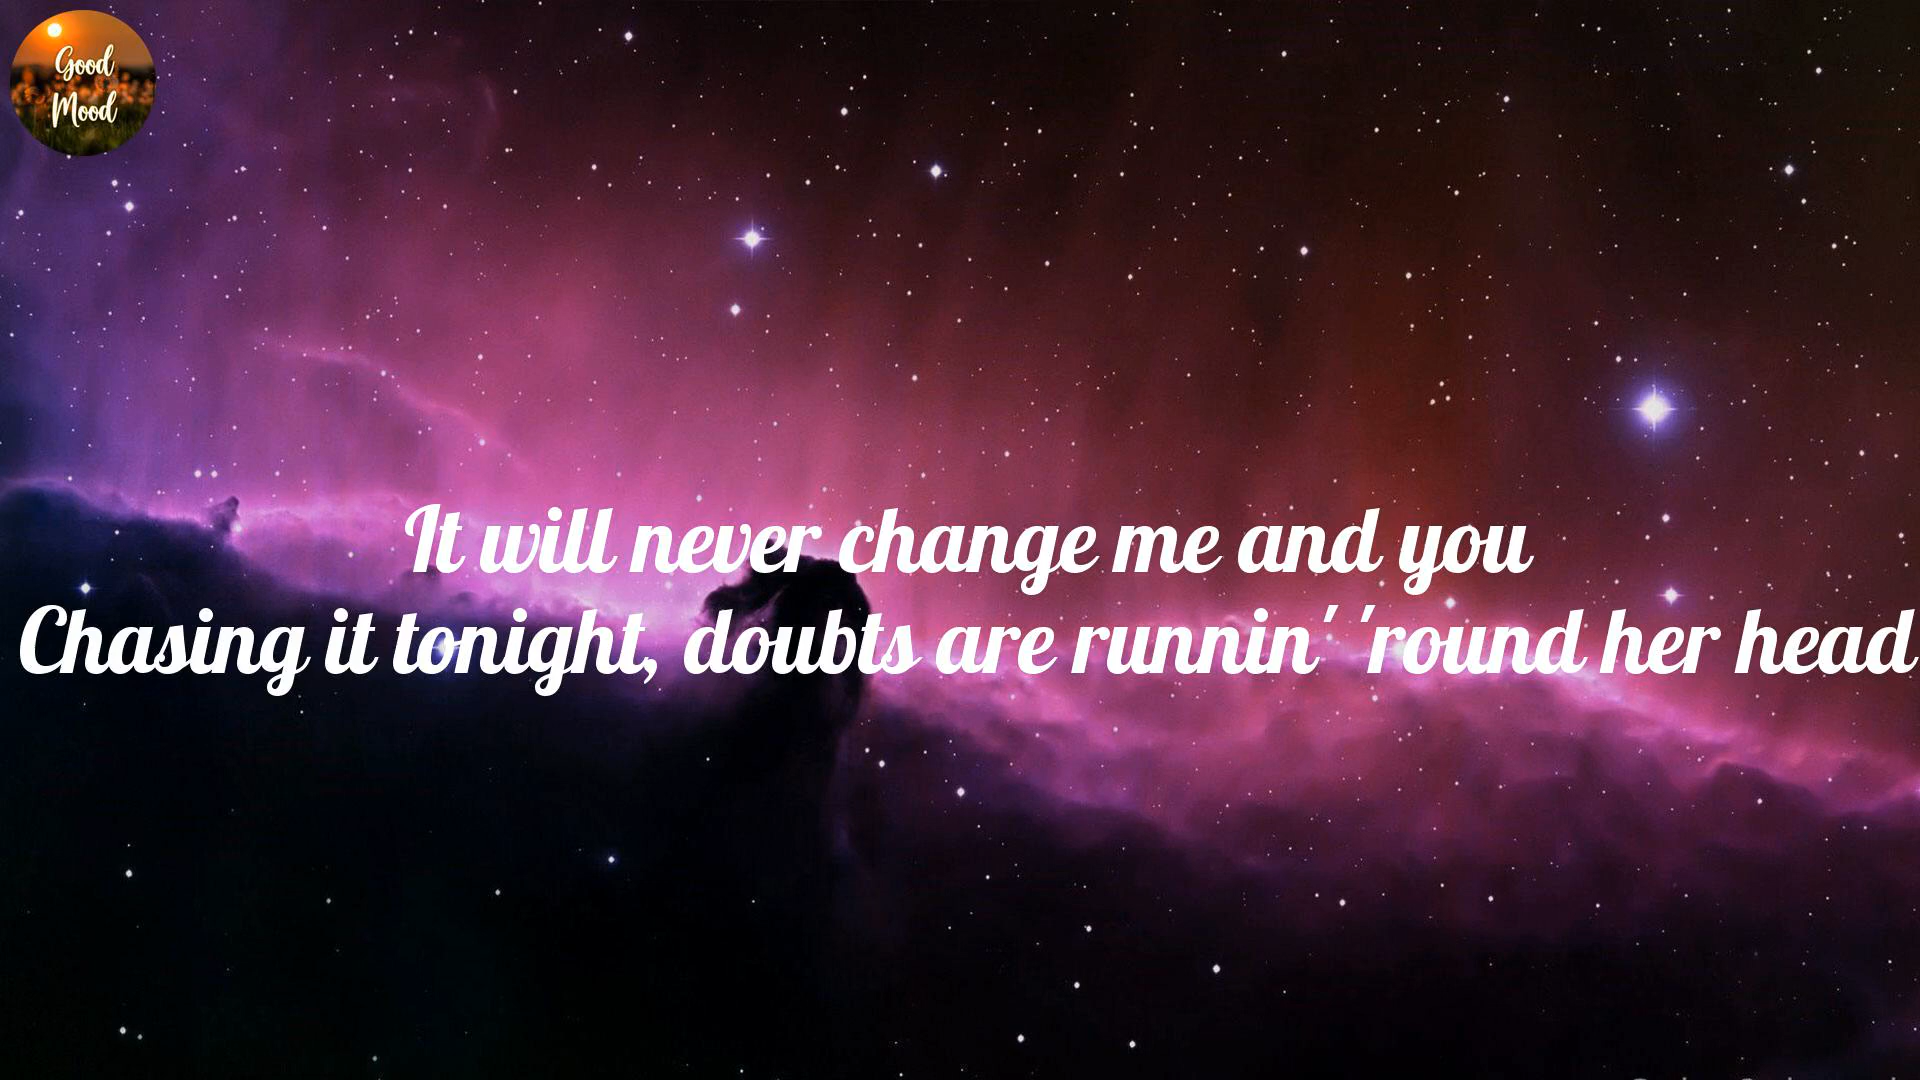 Good
Mood
It will never change me and you
Chasing it tonight, doubts are runnin' 'round her head